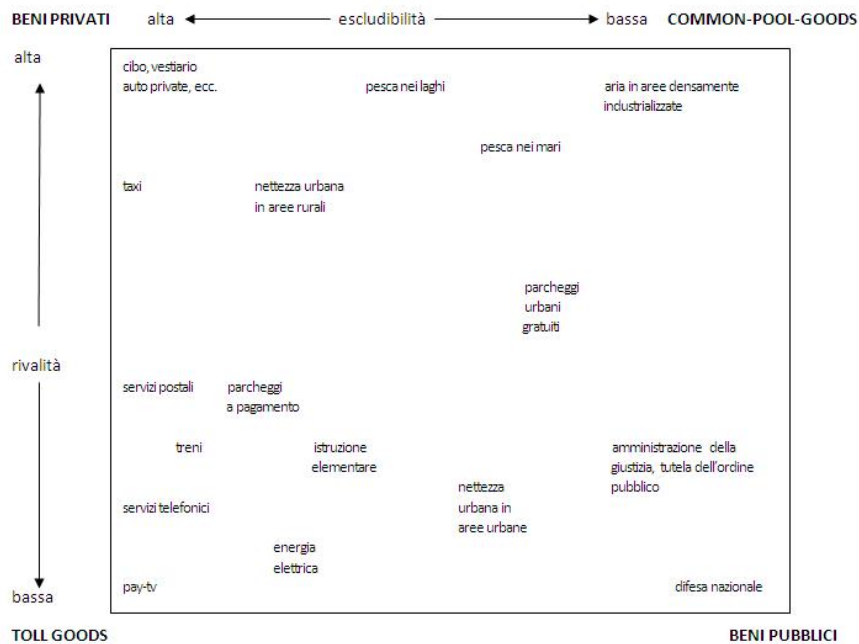 BENI PRIVATI alta escludibilità bassa COMMON-POOL-GOODS
alta
cibo, vestiario
auto private, ecc. pesca nei laghi aria in aree densamente
industrializzate
pesca nei mari
taxi nettezza urbana
in aree rurali
parcheggi
urbani
gratuiti
rivalità
servizi postali parcheggi
a pagamento
treni istruzione amministrazione della
elementare giustizia, tutela dell'ordine
nettezza pubblico
servizi telefonici urbana in
aree urbane
energia
elettrica
pay-tv difesa nazionale
bassa
TOLL GOODS BENI PUBBLICI